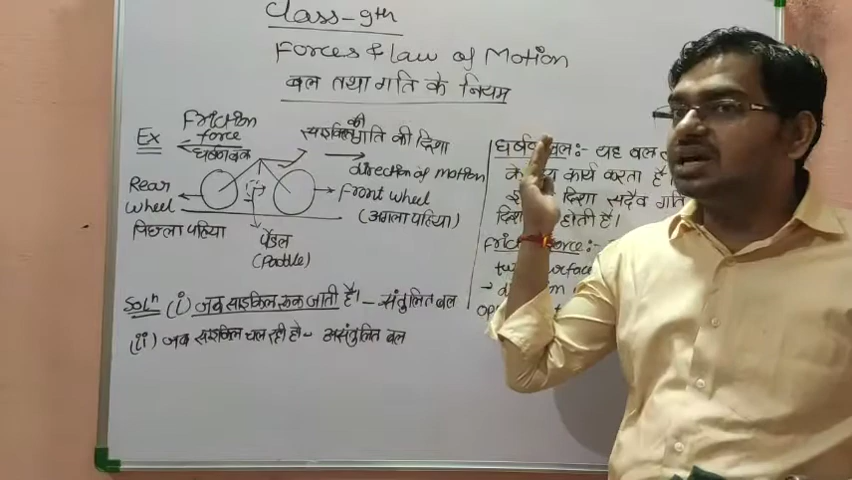 Class-9th
Forces & law of Motion
बल तथा गति के नियम
Ex
Friction
force
घर्षण बल
साइकिल की गति की दिशा
direction of motion
Rear
wheel
पिछला पहिया
Front wheel
(अगला पहिया)
पेंडल
(Paddle)
Solⁿ (i) जब साइकिल रूक जाती है। - संतुलित बल
(ii) जब साइकिल चल रही हो - असंतुलित बल
घर्षण बल :- यह बल
के कार्य करता है।
दिशा सदैव गति
होती है।